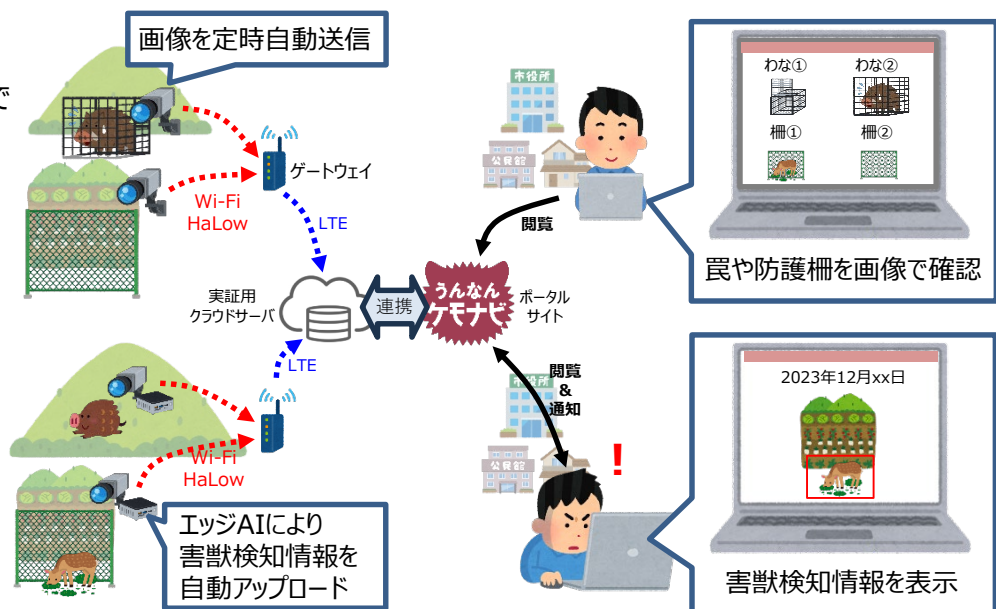 画像を定時自動送信
で
ゲートウェイ
Wi-Fi
HaLow
LTE
実証用
クラウドサーバ
連携
うんなん
ケモナビ
ポータル
サイト
LTE
Wi-Fi
HaLow
エッジAIにより
害獣検知情報を
自動アップロード
市役所
公民館
閲覧
わな①
わな②
柵①
柵②
罠や防護柵を画像で確認
市役所
公民館
閲覧
&
通知
!
2023年12月xx日
害獣検知情報を表示